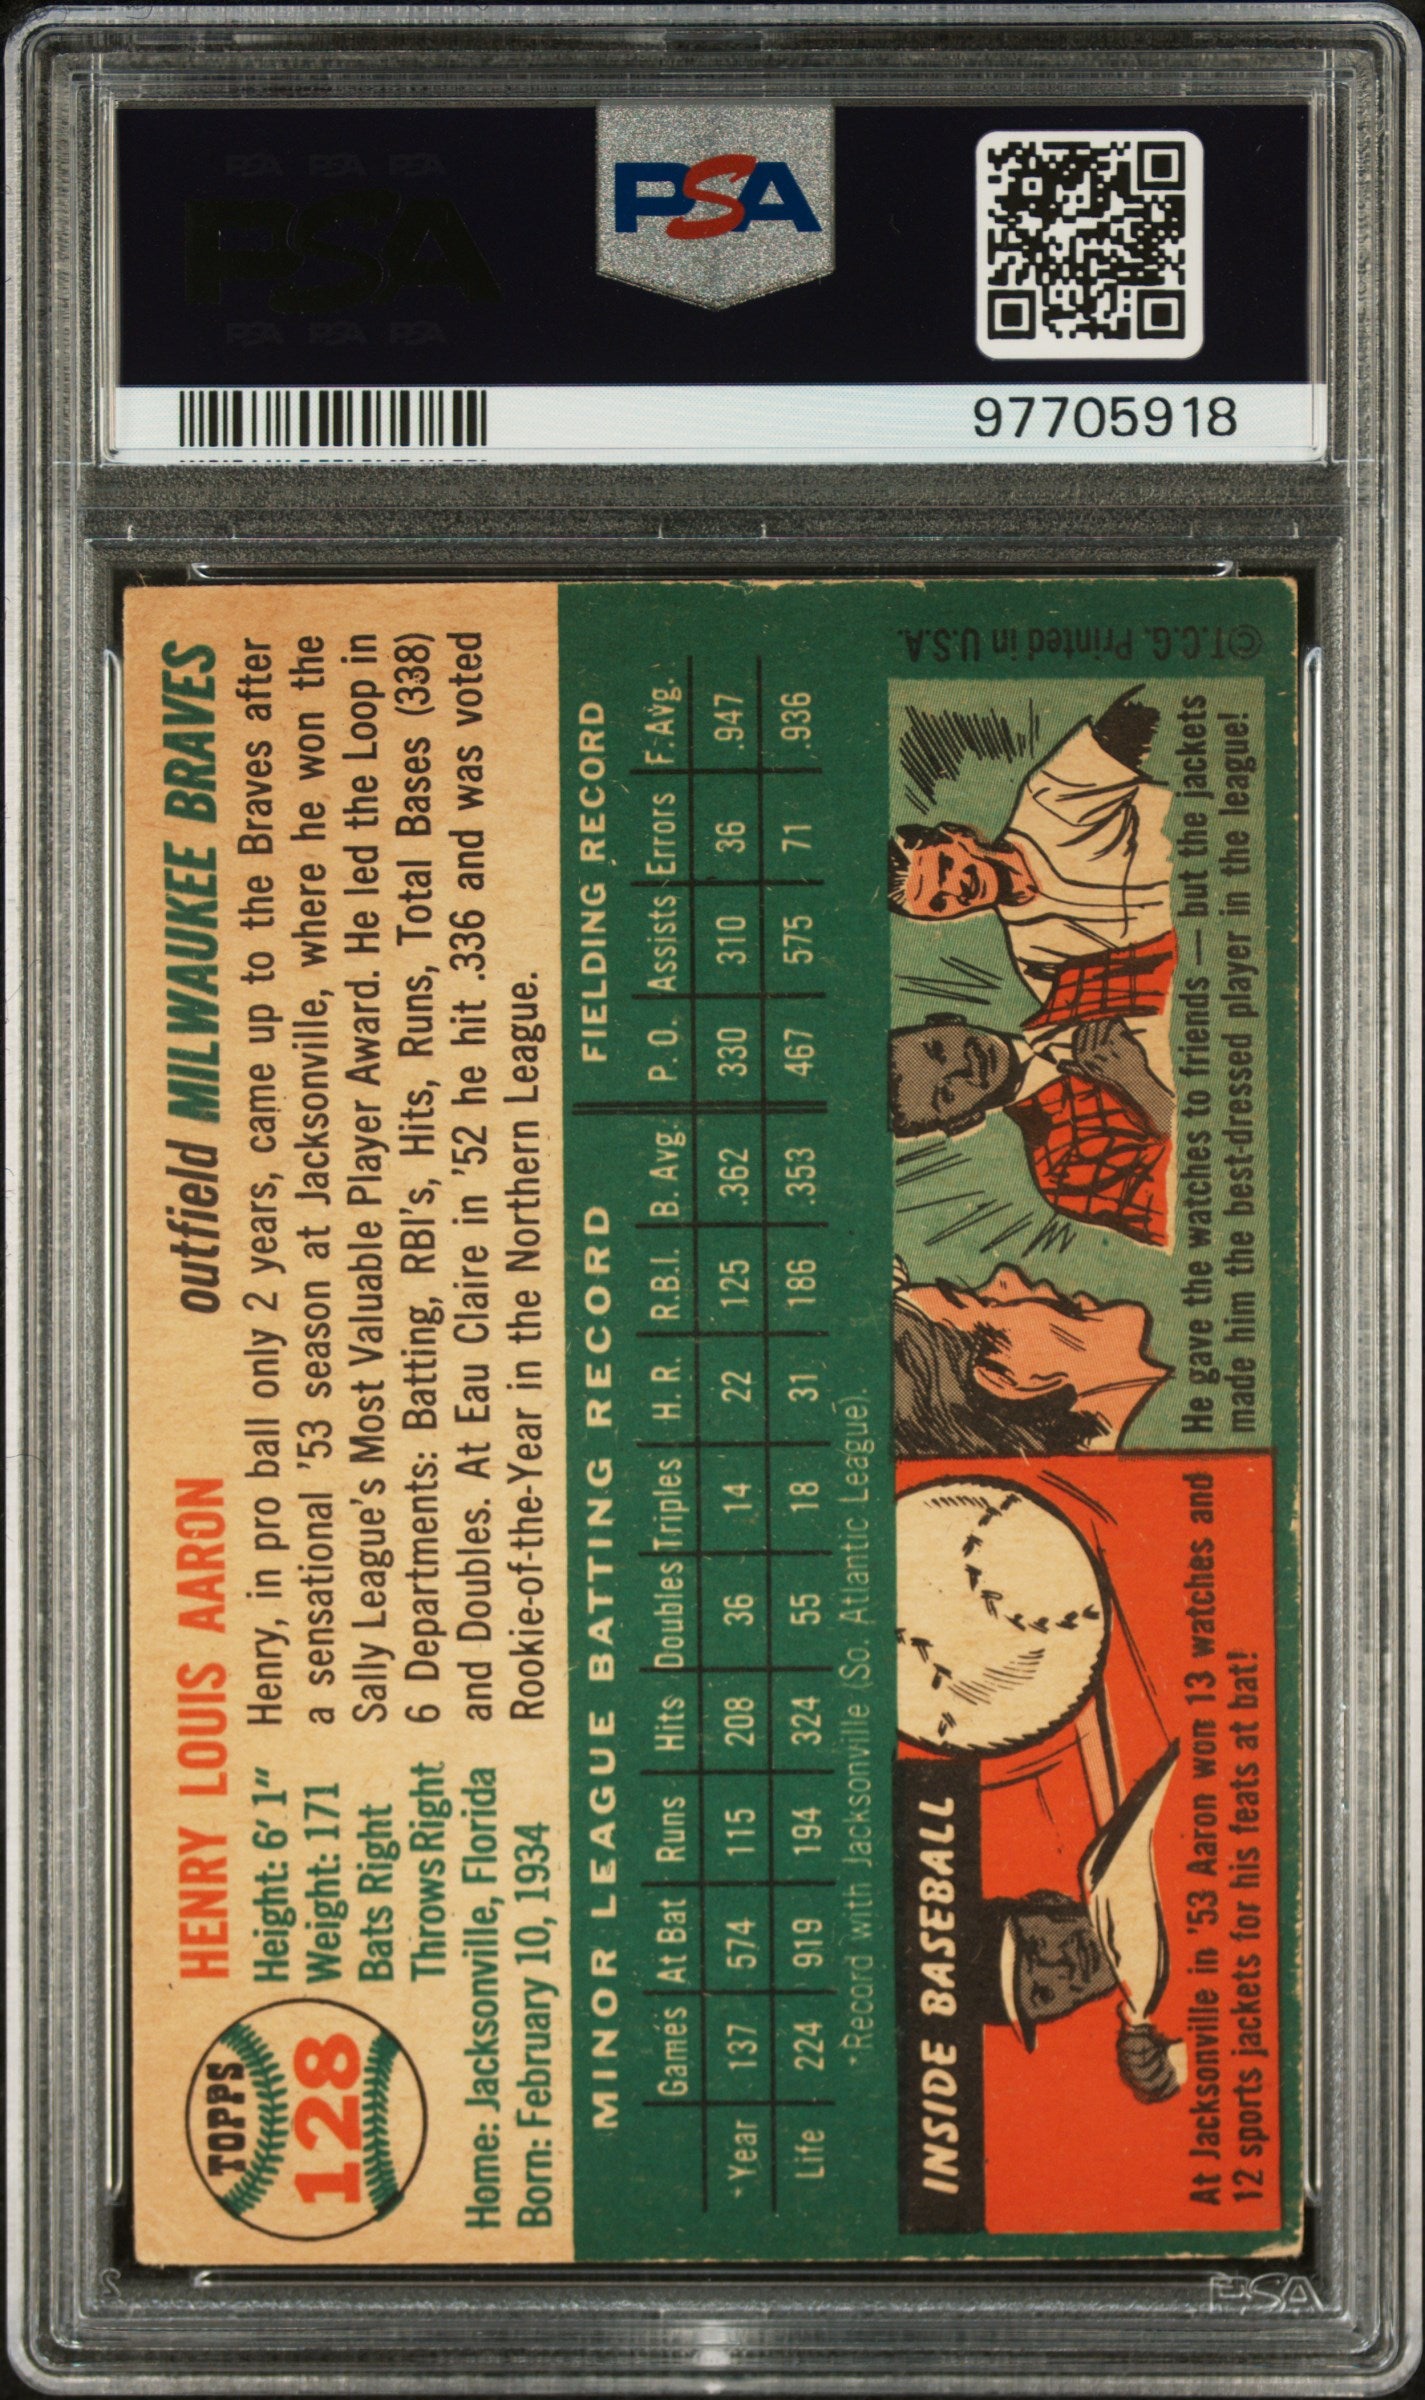 PSA PSA PSA
PSA
PSA PSA PSA
PSA
97705918
TOPPS
128
HENRY LOUIS AARON
outfield MILWAUKEE BRAVES
Height: 6' 1"
Weight: 171
Bats Right
Throws Right
Home: Jacksonville, Florida
Born: February 10, 1934
Henry, in pro ball only 2 years, came up to the Braves after
a sensational '53 season at Jacksonville, where he won the
Sally League's Most Valuable Player Award. He led the Loop in
6 Departments: Batting, RBI's, Hits, Runs, Total Bases (338)
and Doubles. At Eau Claire in '52 he hit .336 and was voted
Rookie-of-the-Year in the Northern League.
MINOR LEAGUE BATTING RECORD FIELDING RECORD
Games At Bat Runs Hits Doubles Triples H. R. R.B.I. B. Avg. P. O. Assists Errors F. Avg.
*Year 137 574 115 208 36 14 22 125 .362 330 310 36 .947
Life 224 919 194 324 55 18 31 186 .353 467 575 71 .936
*Record with Jacksonville (So. Atlantic League).
INSIDE BASEBALL
At Jacksonville in '53 Aaron won 13 watches and
12 sports jackets for his feats at bat!
He gave the watches to friends — but the jackets
made him the best-dressed player in the league!
©T.C.G. Printed in U.S.A.
PSA